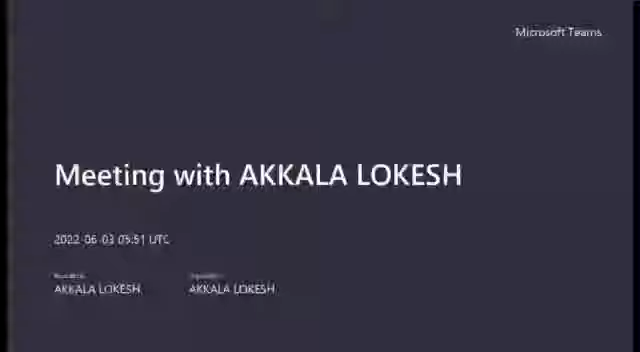 Microsoft Teams
Meeting with AKKALA LOKESH
2022-06-03 05:51 UTC
AKKALA LOKESH AKKALA LOKESH